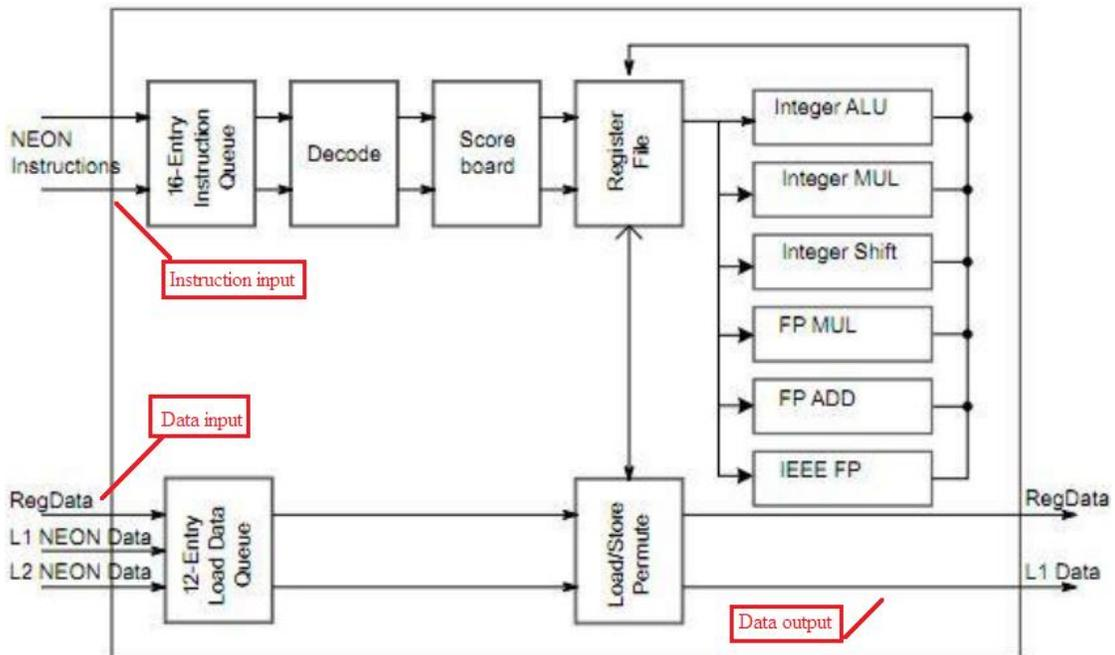 NEON
Instructions
16-Entry
Instruction
Queue
Decode
Score
board
Register
File
Integer ALU
Integer MUL
Integer Shift
FP MUL
FP ADD
IEEE FP
Instruction input
Data input
RegData
L1 NEON Data
L2 NEON Data
12-Entry
Load Data
Queue
Load/Store
Permute
RegData
L1 Data
Data output